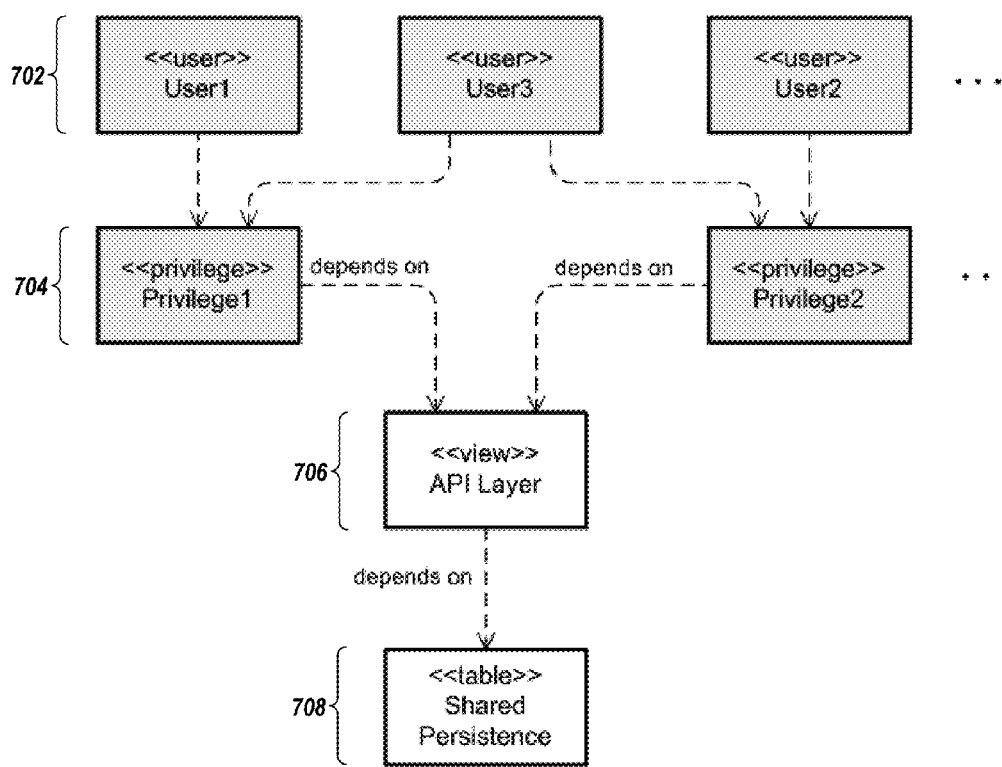 702
<<user>>
User1
<<user>>
User3
<<user>>
User2
. . .
704
<<privilege>>
Privilege1
depends on
depends on
<<privilege>>
Privilege2
. .
706
<<view>>
API Layer
depends on
708
<<table>>
Shared
Persistence